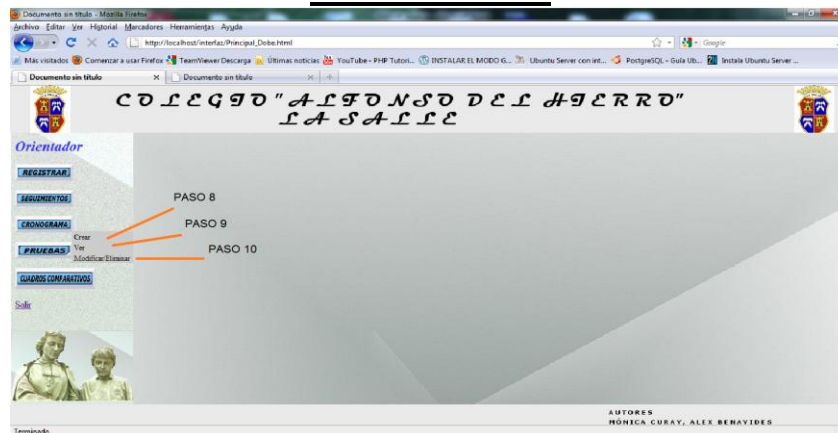 Documento sin título - Mozilla Firefox
Archivo Editar Ver Historial Marcadores Herramientas Ayuda
http://localhost/interfas/Principal_Dobe.html
Google
Más visitados Comenzar a usar Firefox TeamViewer Descarga Últimas noticias YouTube - PHP Tutori... INSTALAR EL MODO G... Ubuntu Server con int... PostgreSQL - Guía Ub... Instala Ubuntu Server ...
Documento sin título Documento sin título
COLEGIO "ALFONSO DEL HIERRO"
LA SALLE
Orientador
REGISTRAR
SEGUIMIENTOS
PASO 8
CRONOGRAMA
PASO 9
Crear
PRUEBAS
Ver
PASO 10
Modificar/Eliminar
CUADROS COMPARATIVOS
Salir
AUTORES
MÓNICA CURAY, ALEX BENAVIDES
Terminado